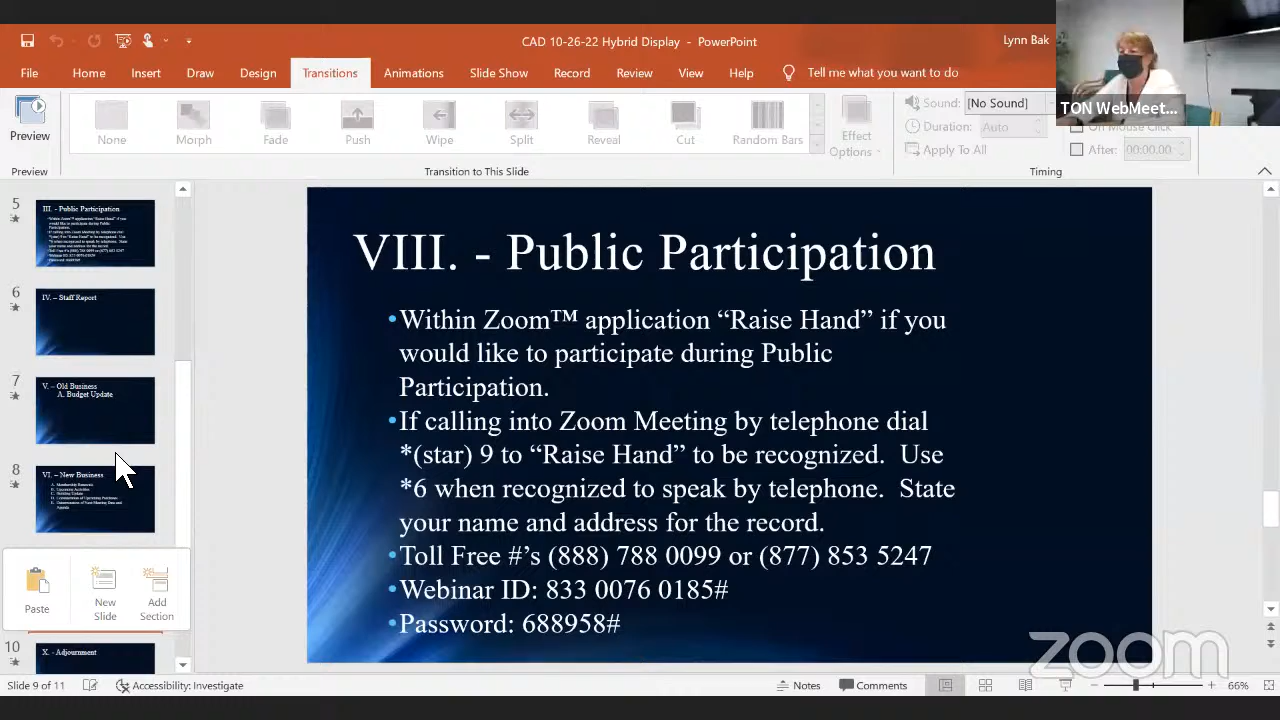 CAD 10-26-22 Hybrid Display - PowerPoint
Lynn Bak
File Home Insert Draw Design Transitions Animations Slide Show Record Review View Help Tell me what you want to do
TON WebMeet...
Preview
None Morph Fade Push Wipe Split Reveal Cut Random Bars
Effect
Options
Sound: [No Sound]
Duration: Auto
Apply To All
On Mouse Click
After: 00:00.00
Preview
Transition to This Slide
Timing
5
III. - Public Participation
6
IV. – Staff Report
7
V. – Old Business
A. Budget Update
8
VI. – New Business
Paste
New
Slide
Add
Section
10
X. - Adjournment
VIII. - Public Participation
•Within Zoom™ application “Raise Hand” if you
would like to participate during Public
Participation.
•If calling into Zoom Meeting by telephone dial
*(star) 9 to “Raise Hand” to be recognized. Use
*6 when recognized to speak by telephone. State
your name and address for the record.
•Toll Free #’s (888) 788 0099 or (877) 853 5247
•Webinar ID: 833 0076 0185#
•Password: 688958#
zoom
Slide 9 of 11
Accessibility: Investigate
Notes
Comments
66%